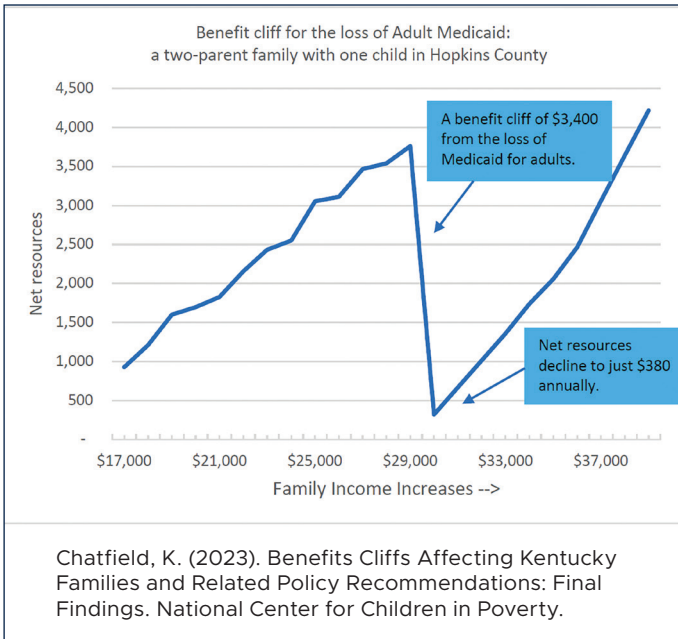 Benefit cliff for the loss of Adult Medicaid:
a two-parent family with one child in Hopkins County
4,500
4,000
3,500
3,000
2,500
2,000
1,500
1,000
500
-
Net resources
A benefit cliff of $3,400
from the loss of
Medicaid for adults.
Net resources
decline to just $380
annually.
$17,000 $21,000 $25,000 $29,000 $33,000 $37,000
Family Income Increases -->
Chatfield, K. (2023). Benefits Cliffs Affecting Kentucky
Families and Related Policy Recommendations: Final
Findings. National Center for Children in Poverty.